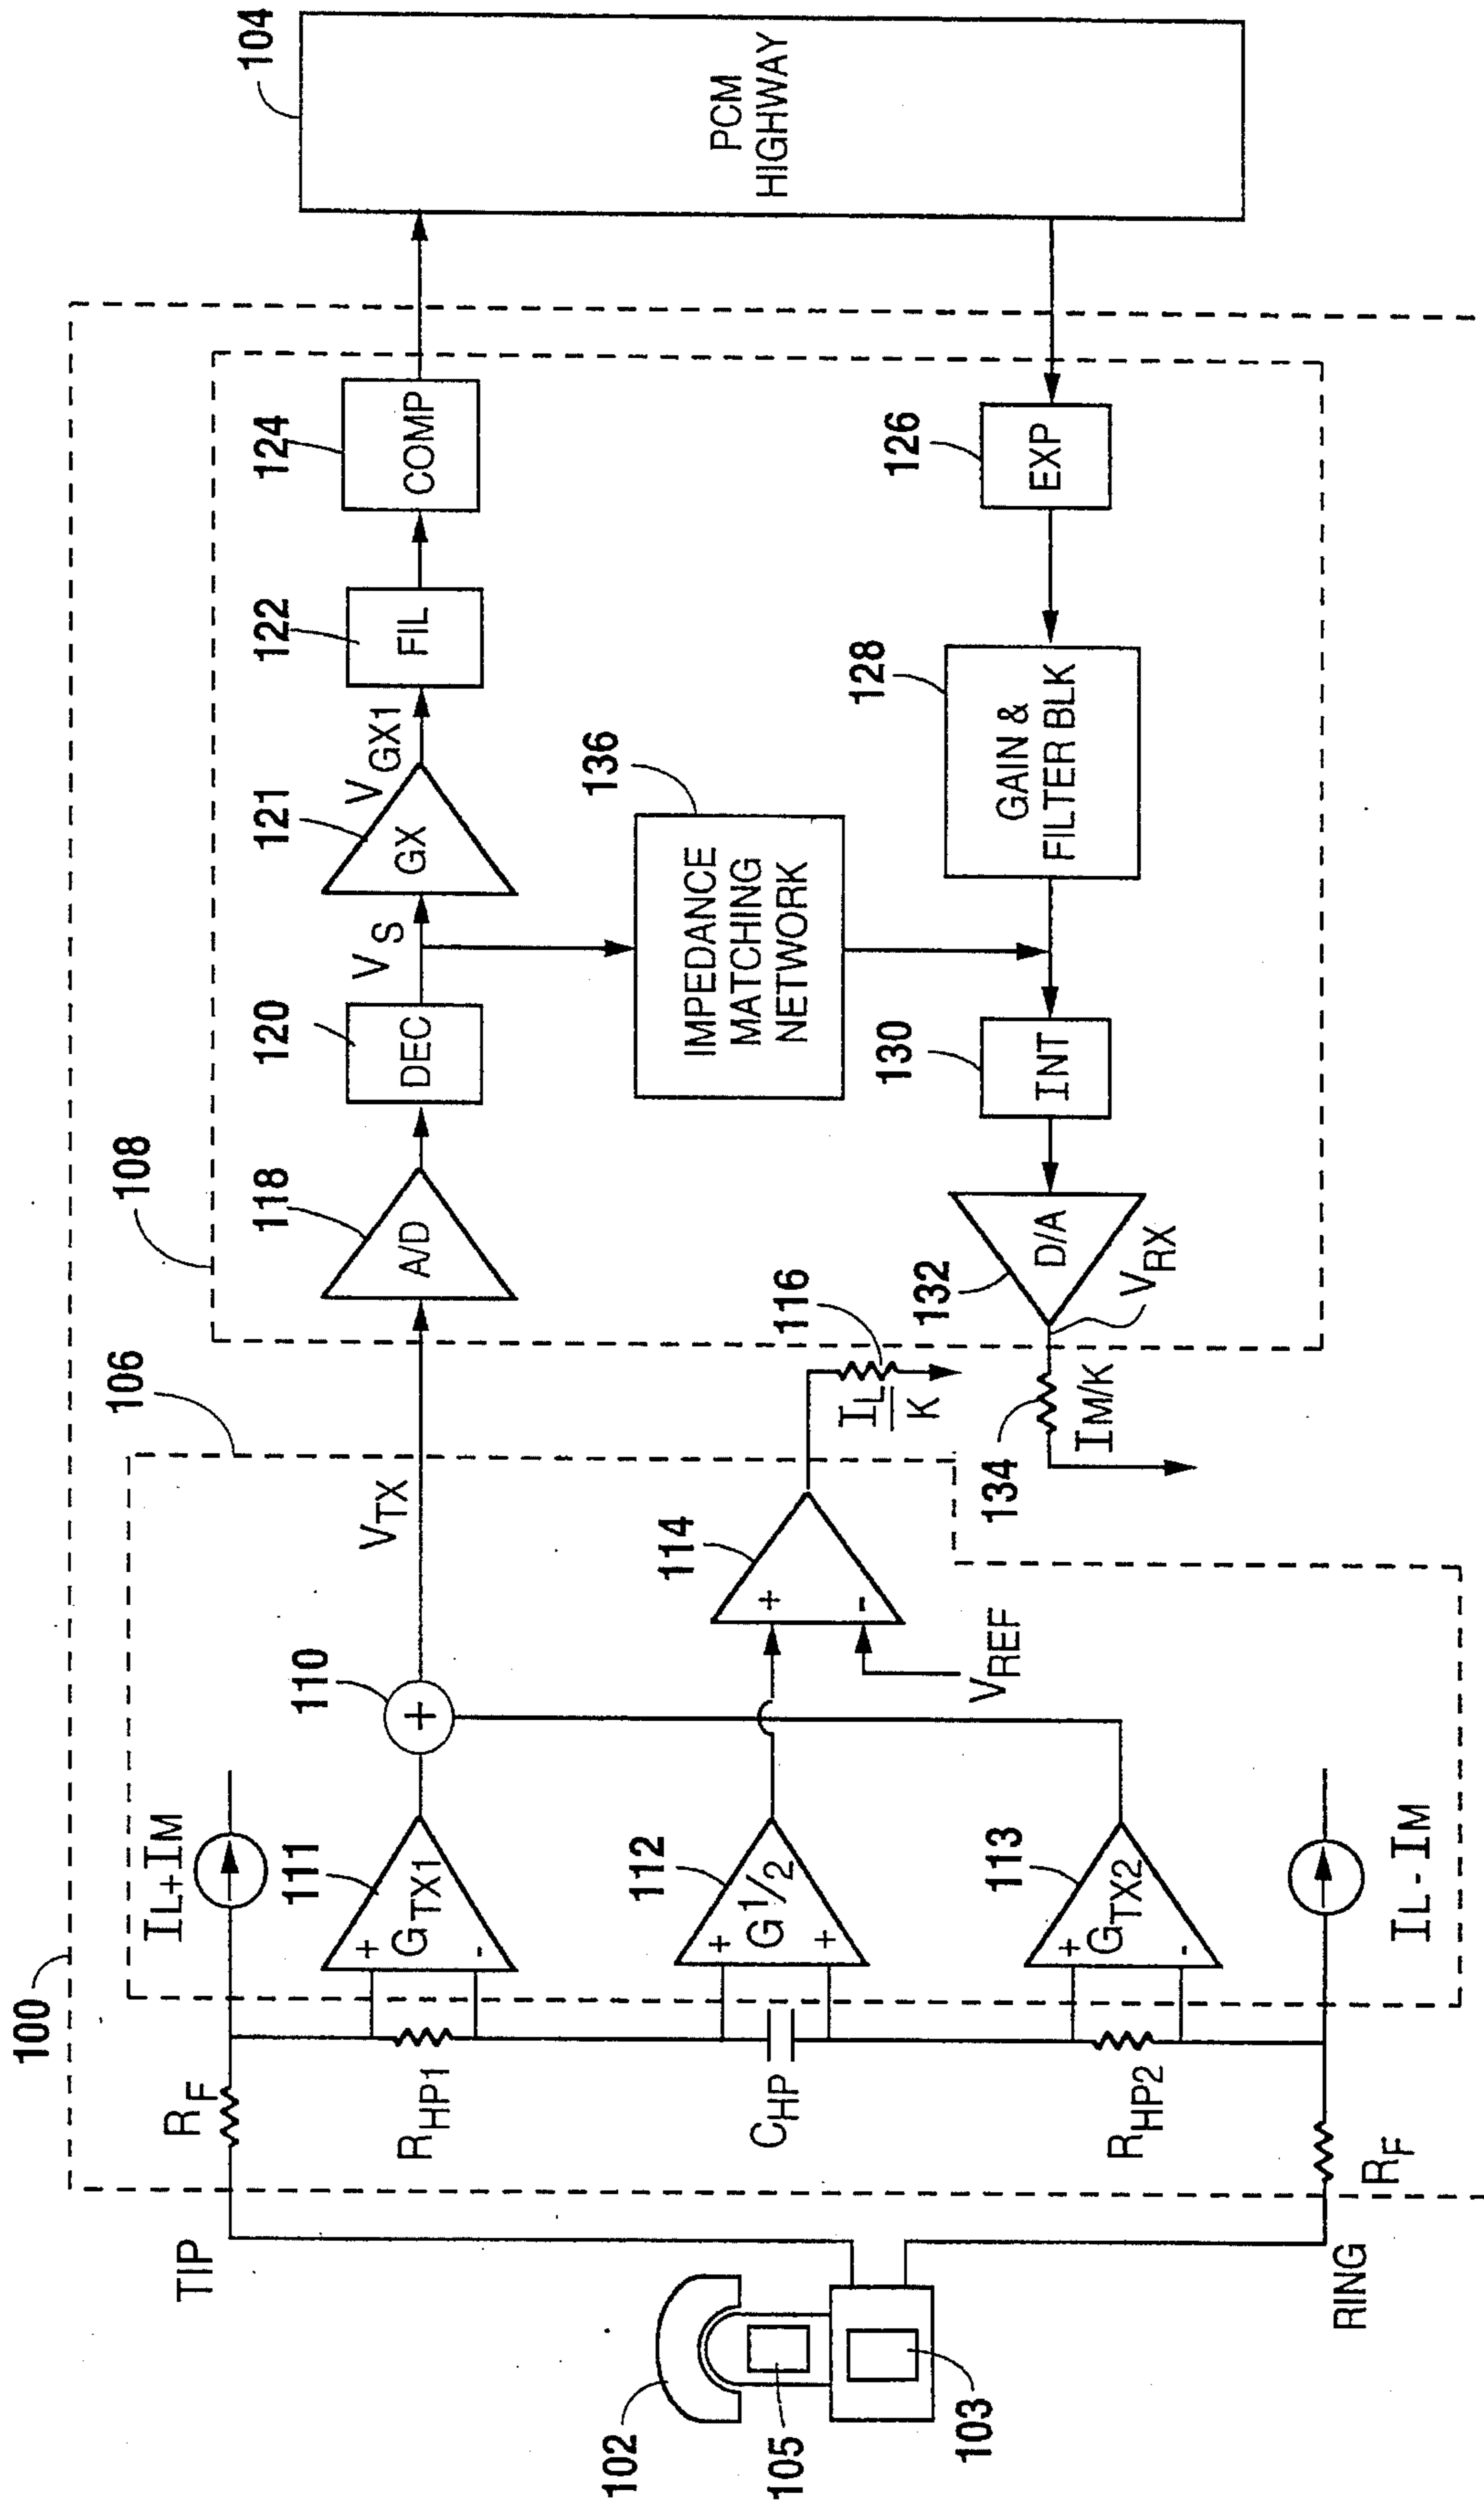 100
TIP
RF
IL+IM
106
108
104
102
105
103
RHP1
111
+
GTX1
-
110
+
VTX
118
A/D
120
DEC
VS
121
GX
VGX1
122
FIL
124
COMP
PCM
HIGHWAY
CHP
112
+
G1/2
+
114
+
-
VREF
116
IL
K
136
IMPEDANCE
MATCHING
NETWORK
RHP2
113
+
GTX2
-
134
IM/K
132
D/A
VRX
130
INT
128
GAIN &
FILTER BLK
126
EXP
RING
RF
IL-IM